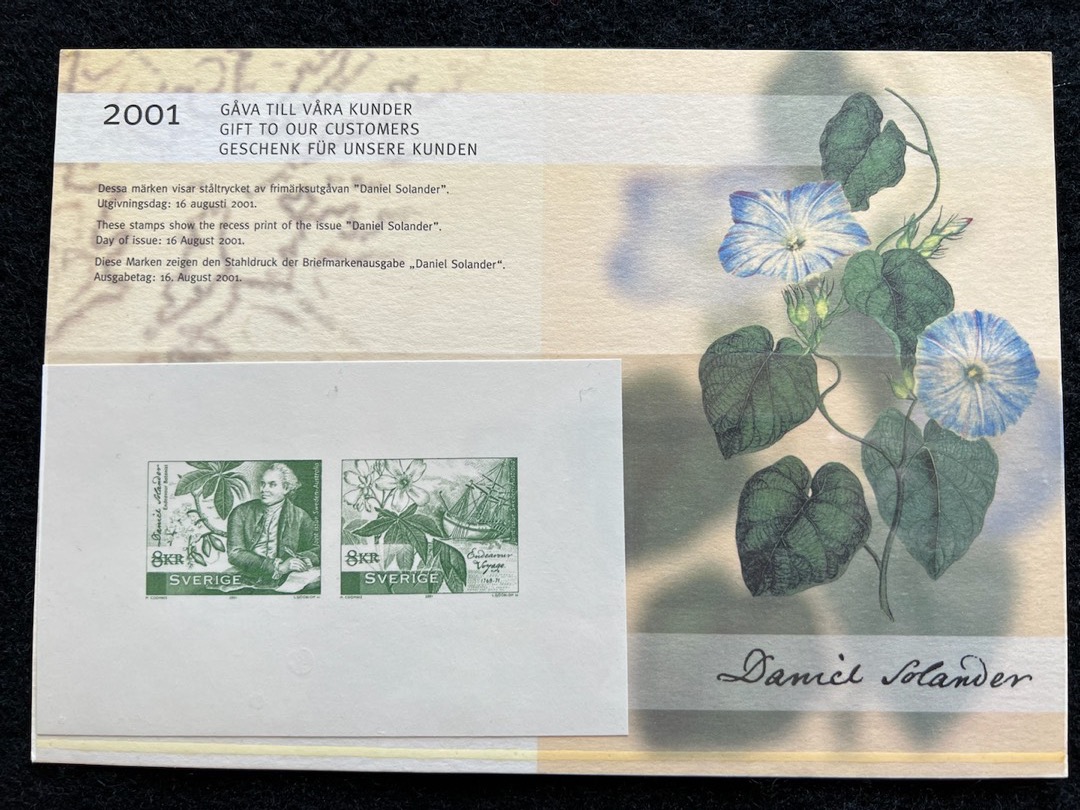 2001
GÅVA TILL VÅRA KUNDER
GIFT TO OUR CUSTOMERS
GESCHENK FÜR UNSERE KUNDEN
Dessa märken visar ståltrycket av frimärksutgåvan "Daniel Solander".
Utgivningsdag: 16 augusti 2001.
These stamps show the recess print of the issue "Daniel Solander".
Day of issue: 16 August 2001.
Diese Marken zeigen den Stahldruck der Briefmarkenausgabe „Daniel Solander“.
Ausgabetag: 16. August 2001.
Daniel Solander
8KR
SVERIGE
2001
8KR
SVERIGE
Endeavour
Voyage
1768-71
2001
Daniel Solander